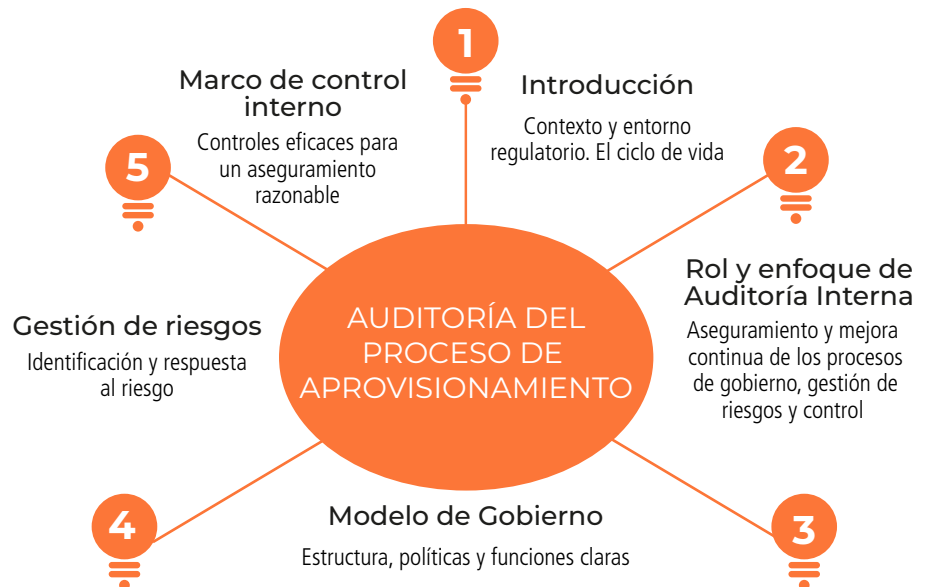 AUDITORÍA DEL
PROCESO DE
APROVISIONAMIENTO
1
Introducción
Contexto y entorno
regulatorio. El ciclo de vida
2
Rol y enfoque de
Auditoría Interna
Aseguramiento y mejora
continua de los procesos
de gobierno, gestión de
riesgos y control
3
Modelo de Gobierno
Estructura, políticas y funciones claras
4
Gestión de riesgos
Identificación y respuesta
al riesgo
5
Marco de control
interno
Controles eficaces para
un aseguramiento
razonable